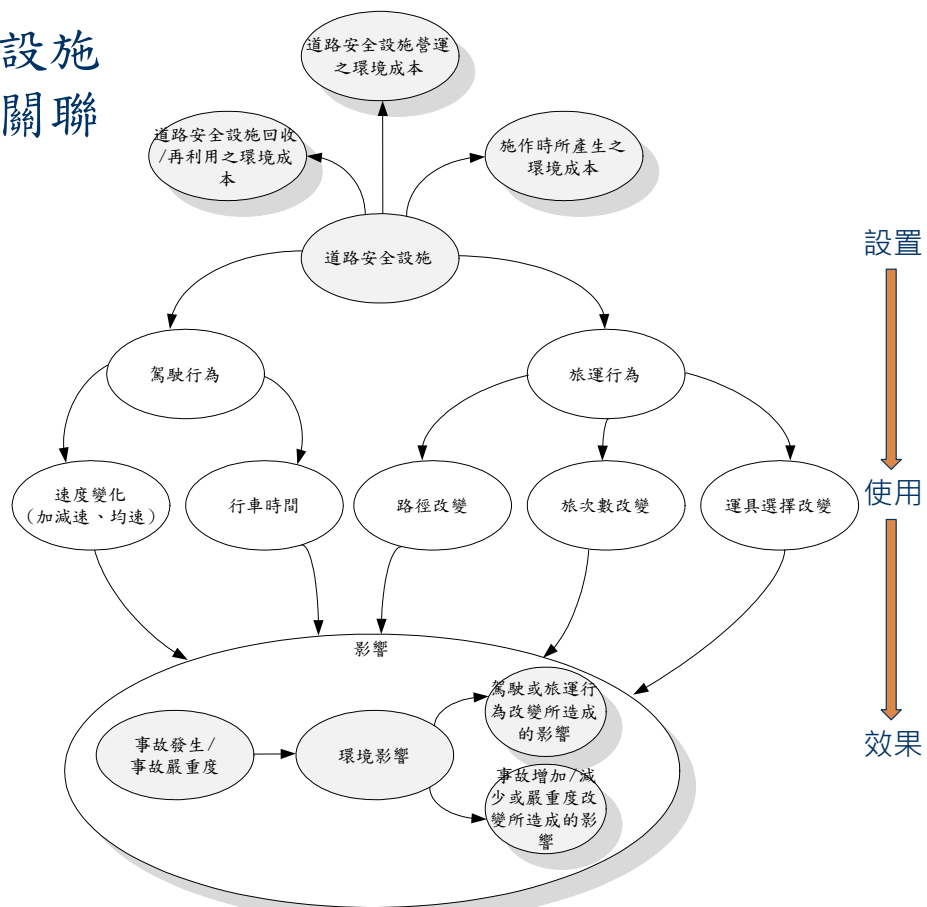 設施
關聯
道路安全設施營運
之環境成本
道路安全設施回收
/再利用之環境成
本
施作時所產生之
環境成本
道路安全設施
設置
駕駛行為
旅運行為
速度變化
(加減速、均速)
行車時間
路徑改變
旅次數改變
運具選擇改變
使用
影響
駕駛或旅運行
為改變所造成
的影響
事故發生/
事故嚴重度
環境影響
效果
事故增加/減
少或嚴重度改
變所造成的影
響